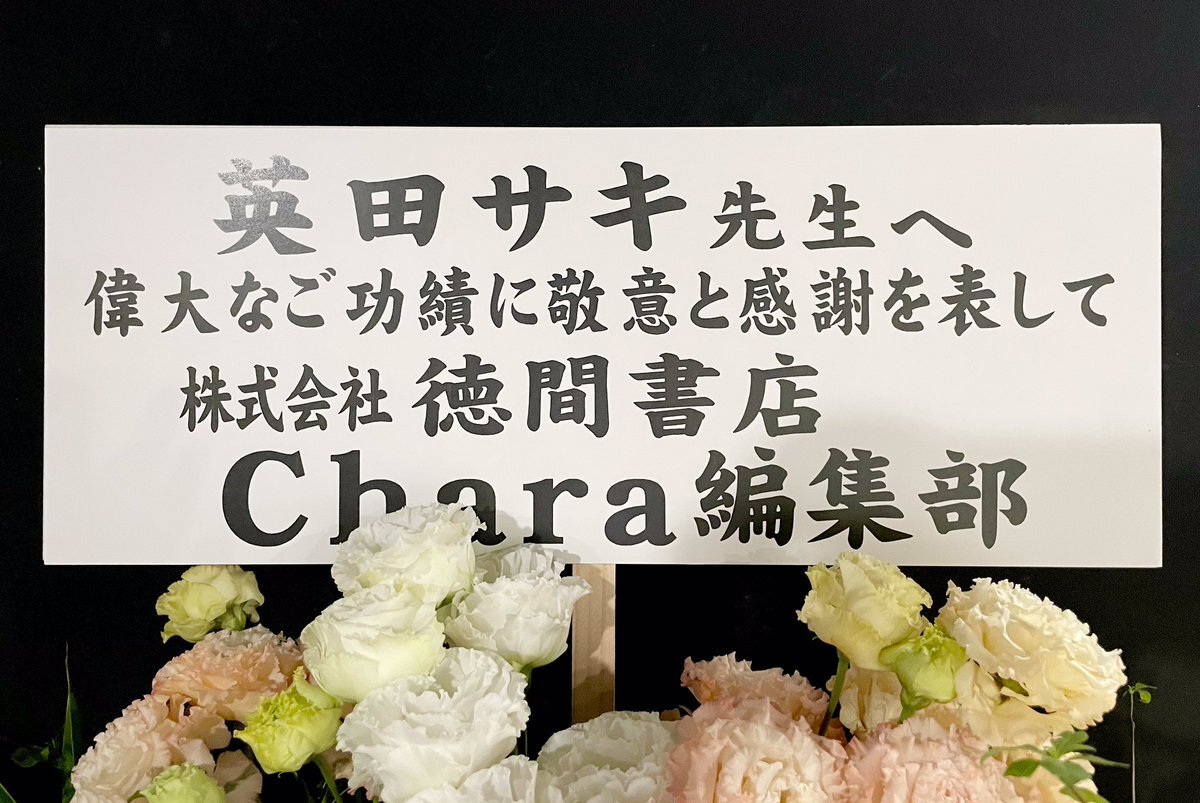 英田サキ先生へ
偉大なご功績に敬意と感謝を表して
株式会社徳間書店
Chara編集部